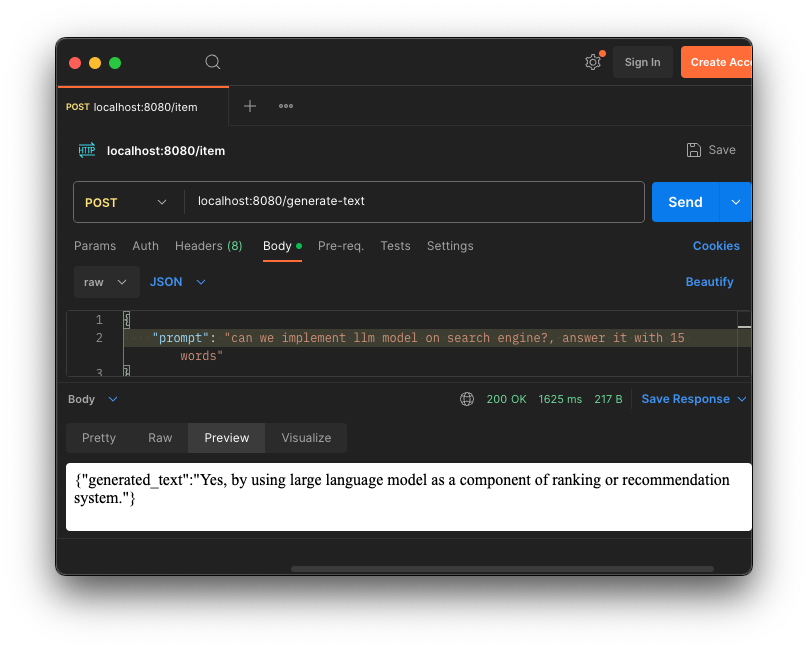 Sign In
Create Acc
POST localhost:8080/item
HTTP localhost:8080/item
Save
POST
localhost:8080/generate-text
Send
Params Auth Headers (8) Body Pre-req. Tests Settings Cookies
raw JSON Beautify
1 {
2 "prompt": "can we implement llm model on search engine?, answer it with 15
words"
3 }
Body 200 OK 1625 ms 217 B Save Response
Pretty Raw Preview Visualize
{"generated_text":"Yes, by using large language model as a component of ranking or recommendation
system."}